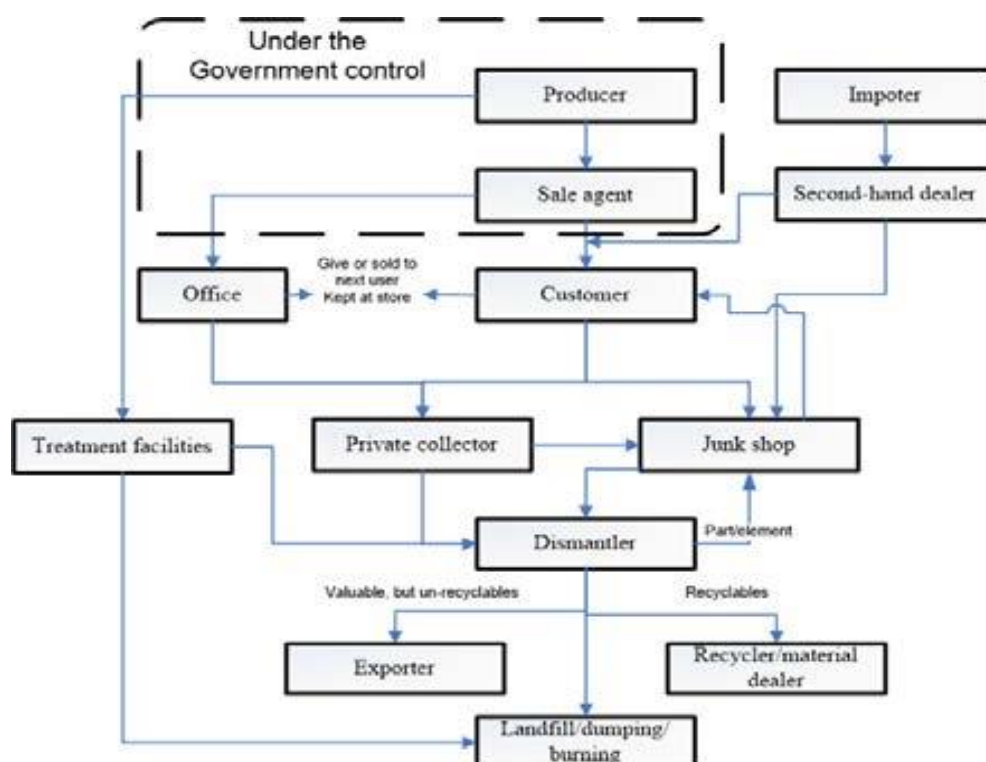 Under the
Government control
Producer
Impoter
Sale agent
Second-hand dealer
Give or sold to
next user
Kept at store
Office
Customer
Treatment facilities
Private collector
Junk shop
Dismantler
Part/element
Valuable, but un-recyclables
Recyclables
Exporter
Recycler/material
dealer
Landfill/dumping/
burning